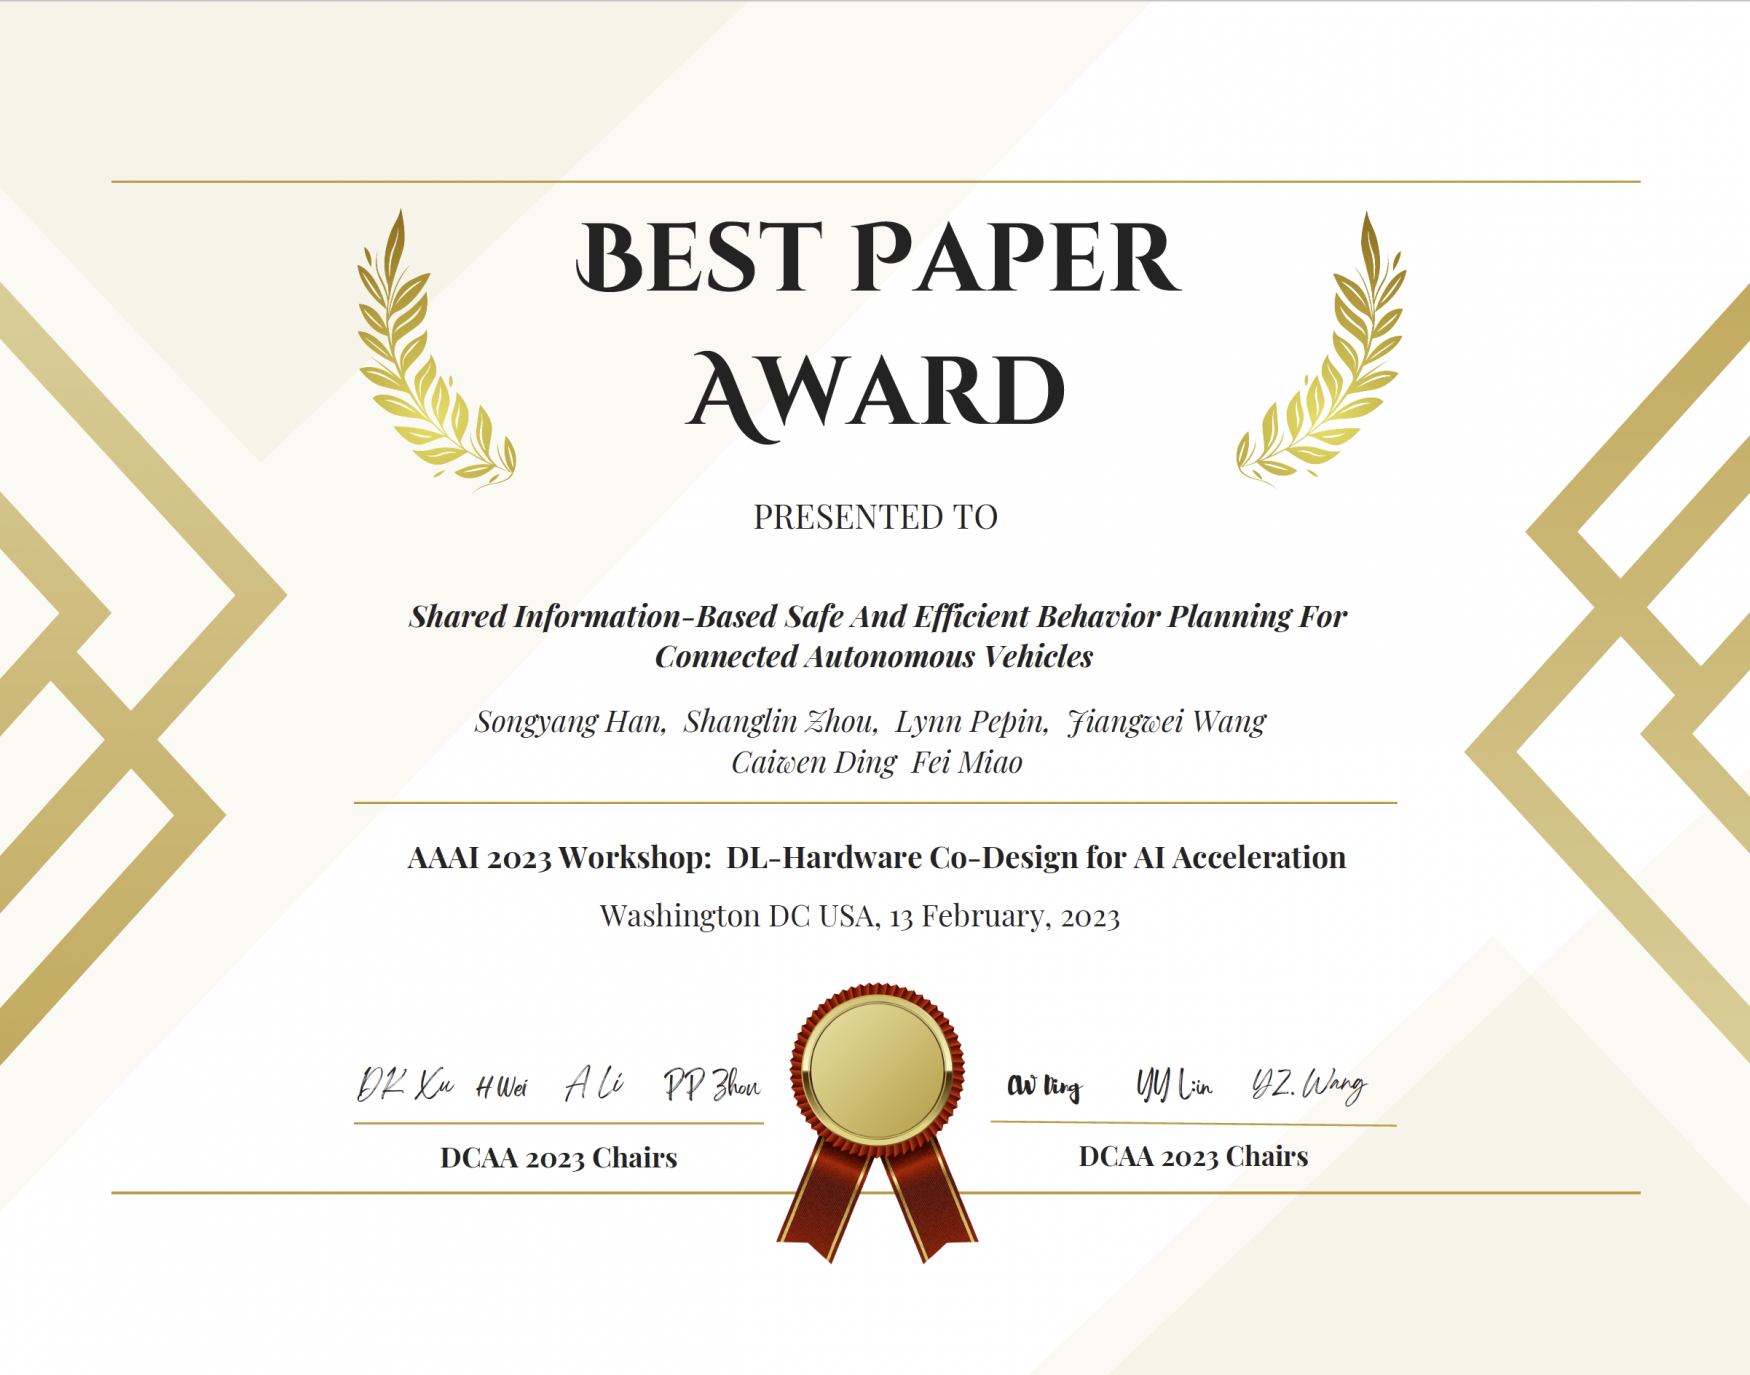 Best Paper
Award
PRESENTED TO
Shared Information-Based Safe And Efficient Behavior Planning For
Connected Autonomous Vehicles
Songyang Han, Shanglin Zhou, Lynn Pepin, Jiangwei Wang
Caiwen Ding Fei Miao
AAAI 2023 Workshop: DL-Hardware Co-Design for AI Acceleration
Washington DC USA, 13 February, 2023
DK Xu H Wei A Li PP Zhou CW Ding YY Lin YZ. Wang
DCAA 2023 Chairs DCAA 2023 Chairs